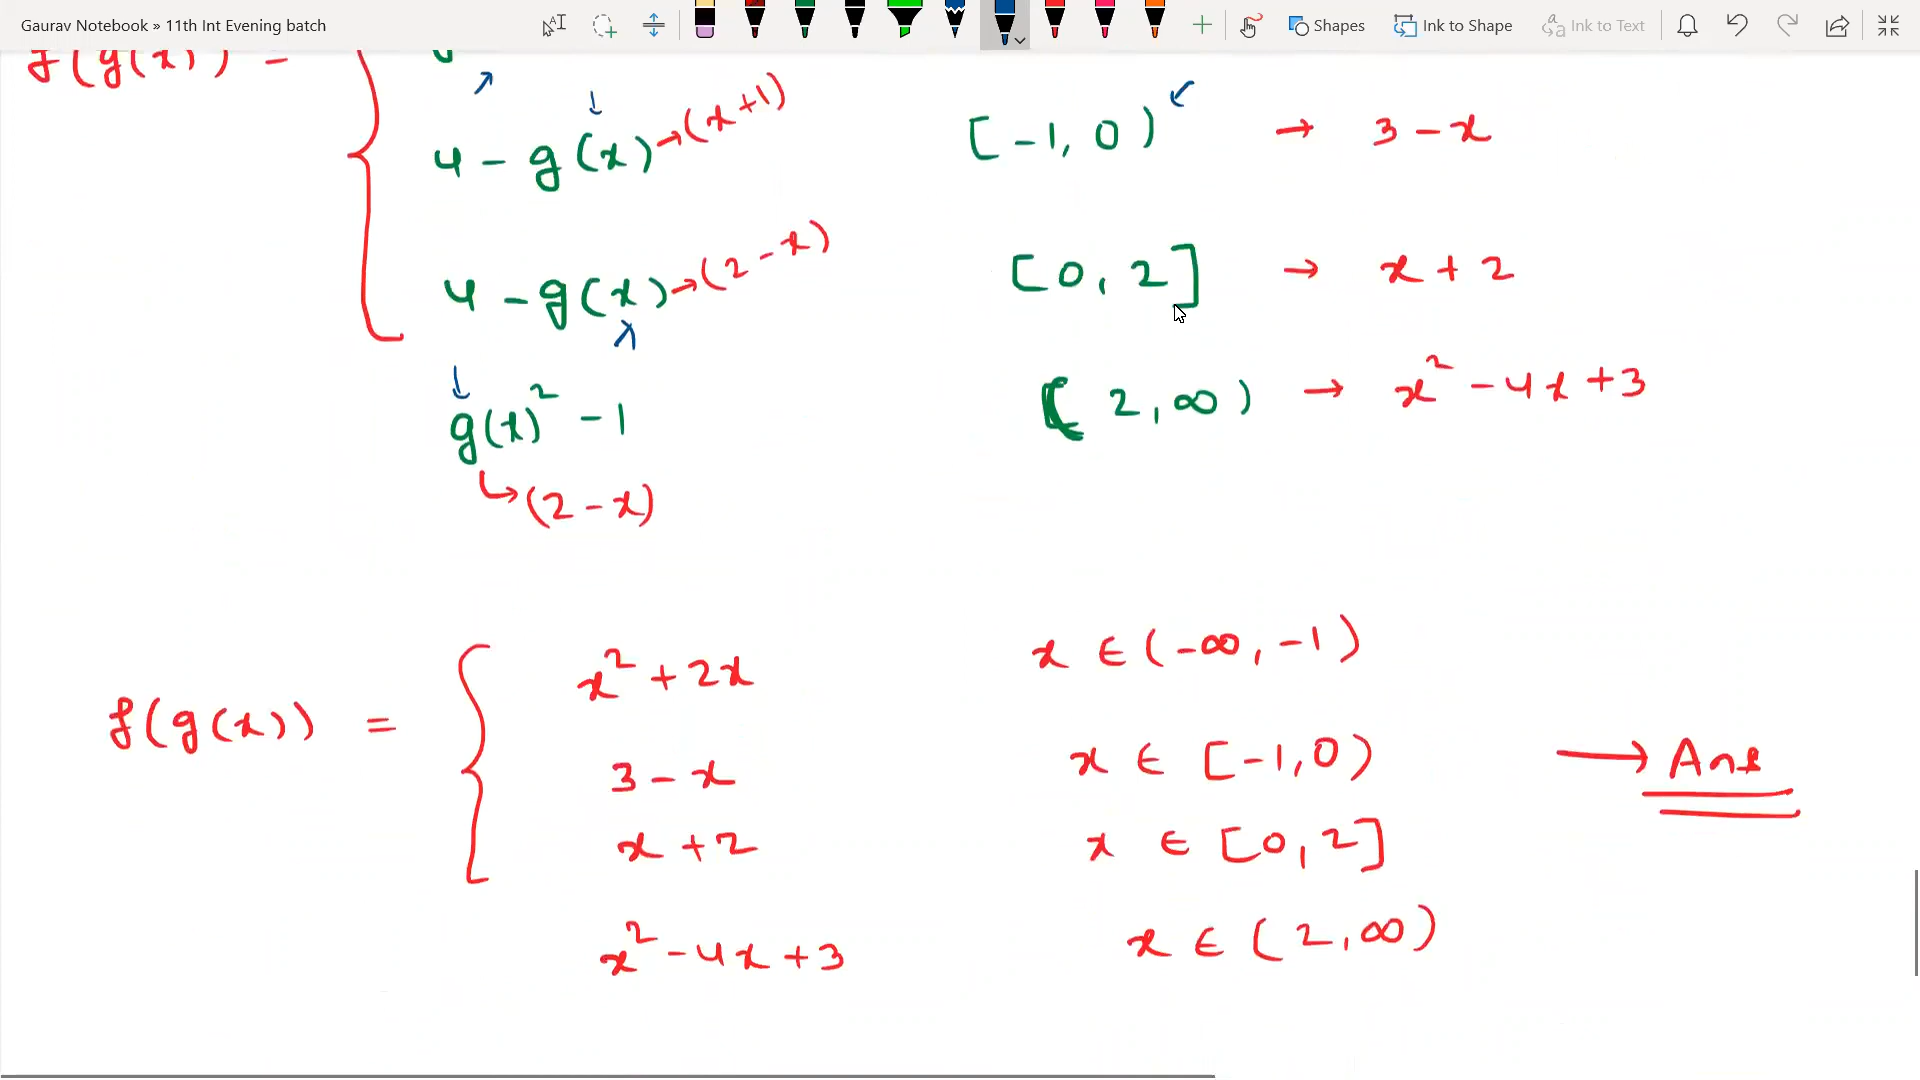 Gaurav Notebook » 11th Int Evening batch
Shapes
Ink to Shape
Ink to Text
f(g(x)) =
4 - g(x) → (x+1) [-1, 0) → 3 - x
4 - g(x) → (2 - x) [0, 2] → x + 2
g(x)² - 1 (2, ∞) → x² - 4x + 3
↳ (2 - x)
x² + 2x x ∈ (-∞, -1)
f(g(x)) = { 3 - x x ∈ [-1, 0) → Ans
x + 2 x ∈ [0, 2]
x² - 4x + 3 x ∈ (2, ∞)